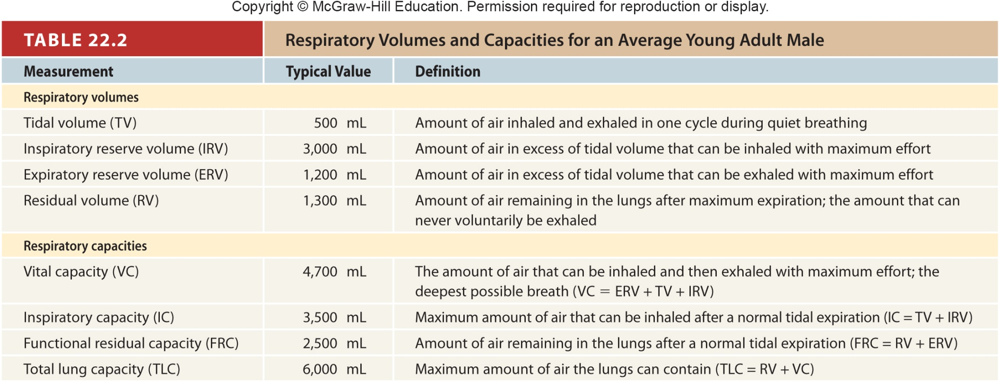 Copyright © McGraw-Hill Education. Permission required for reproduction or display.
TABLE 22.2 Respiratory Volumes and Capacities for an Average Young Adult Male
Measurement Typical Value Definition
Respiratory volumes
Tidal volume (TV) 500 mL Amount of air inhaled and exhaled in one cycle during quiet breathing
Inspiratory reserve volume (IRV) 3,000 mL Amount of air in excess of tidal volume that can be inhaled with maximum effort
Expiratory reserve volume (ERV) 1,200 mL Amount of air in excess of tidal volume that can be exhaled with maximum effort
Residual volume (RV) 1,300 mL Amount of air remaining in the lungs after maximum expiration; the amount that can
never voluntarily be exhaled
Respiratory capacities
Vital capacity (VC) 4,700 mL The amount of air that can be inhaled and then exhaled with maximum effort; the
deepest possible breath (VC = ERV + TV + IRV)
Inspiratory capacity (IC) 3,500 mL Maximum amount of air that can be inhaled after a normal tidal expiration (IC = TV + IRV)
Functional residual capacity (FRC) 2,500 mL Amount of air remaining in the lungs after a normal tidal expiration (FRC = RV + ERV)
Total lung capacity (TLC) 6,000 mL Maximum amount of air the lungs can contain (TLC = RV + VC)